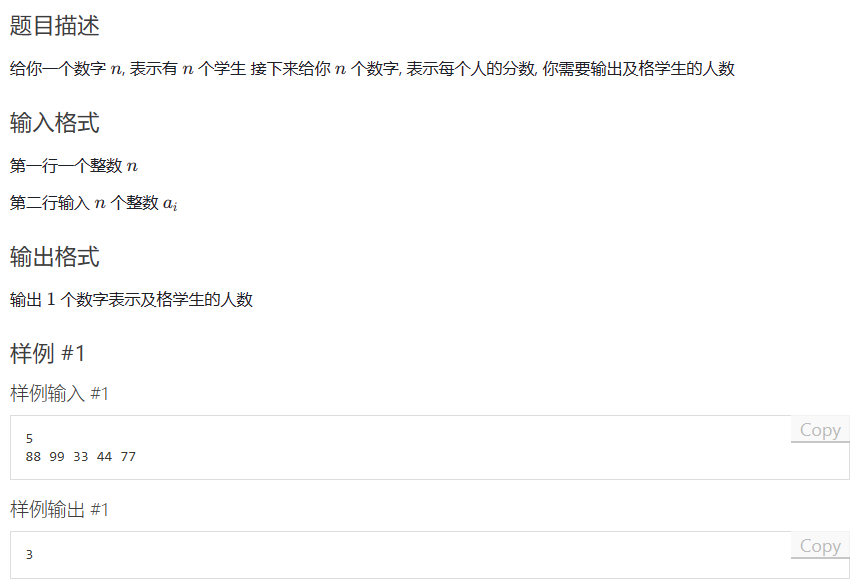 题目描述
给你一个数字 n, 表示有 n 个学生 接下来给你 n 个数字, 表示每个人的分数, 你需要输出及格学生的人数
输入格式
第一行一个整数 n
第二行输入 n 个整数 a_i
输出格式
输出 1 个数字表示及格学生的人数
样例 #1
样例输入 #1
Copy
5
88 99 33 44 77
样例输出 #1
Copy
3